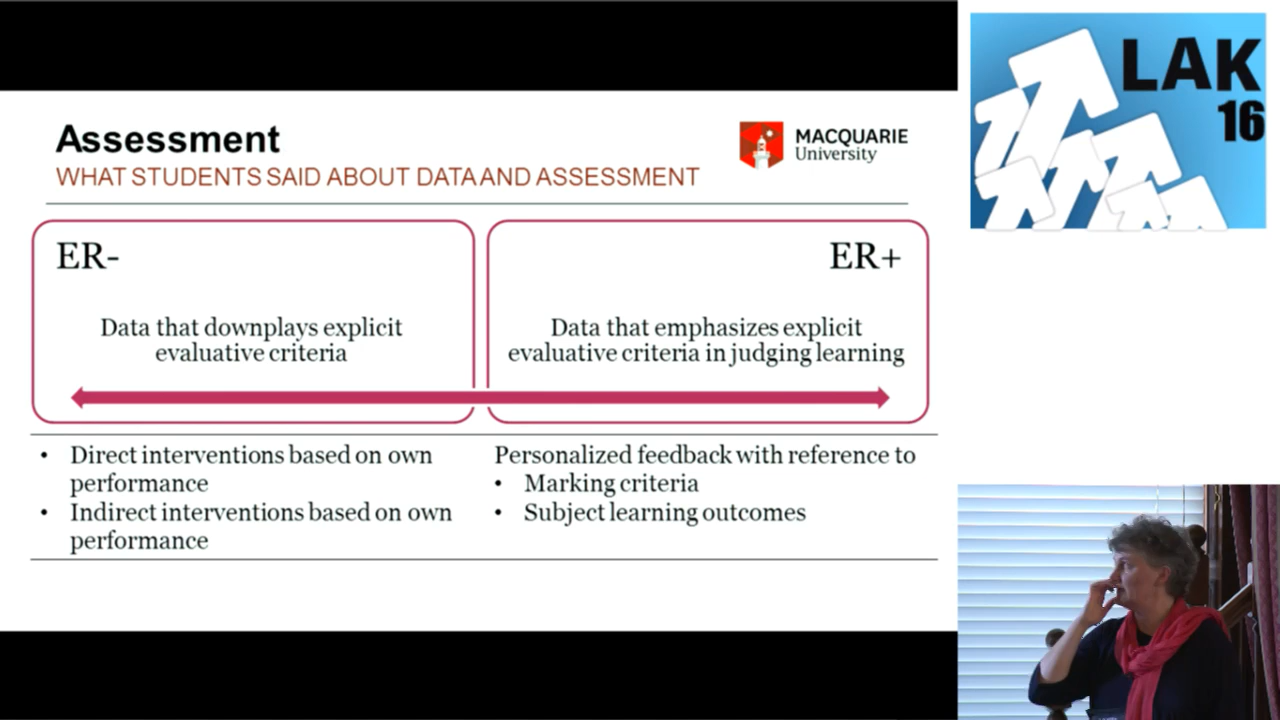 Assessment
WHAT STUDENTS SAID ABOUT DATA AND ASSESSMENT
MACQUARIE
University
LAK
16
ER-
Data that downplays explicit
evaluative criteria
ER+
Data that emphasizes explicit
evaluative criteria in judging learning
• Direct interventions based on own
performance
• Indirect interventions based on own
performance
Personalized feedback with reference to
• Marking criteria
• Subject learning outcomes